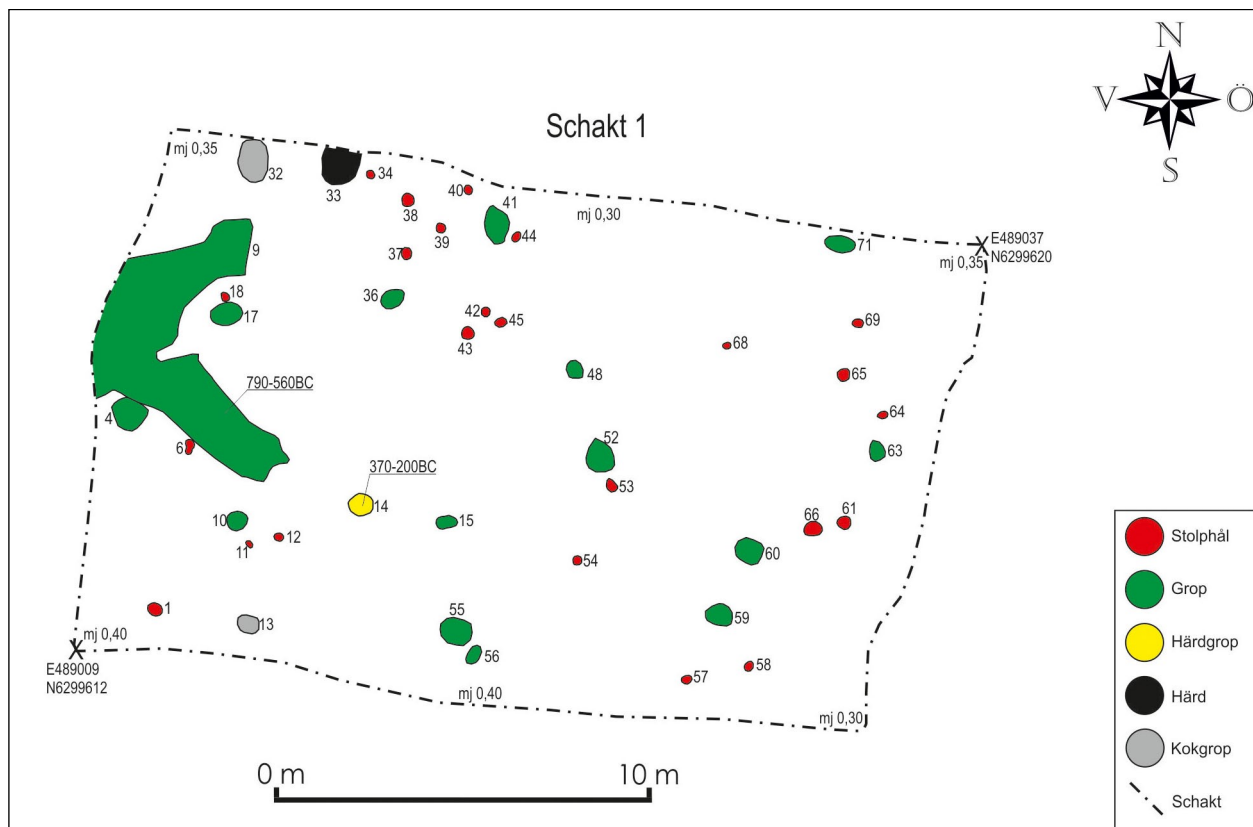 N
V
Ö
S
Schakt 1
mj 0,35
32
33
34
38
40
41
39
44
37
mj 0,30
71
E489037
N6299620
mj 0,35
9
18
17
36
42
45
43
69
68
48
65
790-560BC
4
6
64
63
52
53
370-200BC
14
10
15
11
12
66
61
60
54
1
13
55
56
59
58
57
mj 0,40
E489009
N6299612
mj 0,40
mj 0,30
0 m
10 m
Stolphål
Grop
Härdgrop
Härd
Kokgrop
Schakt